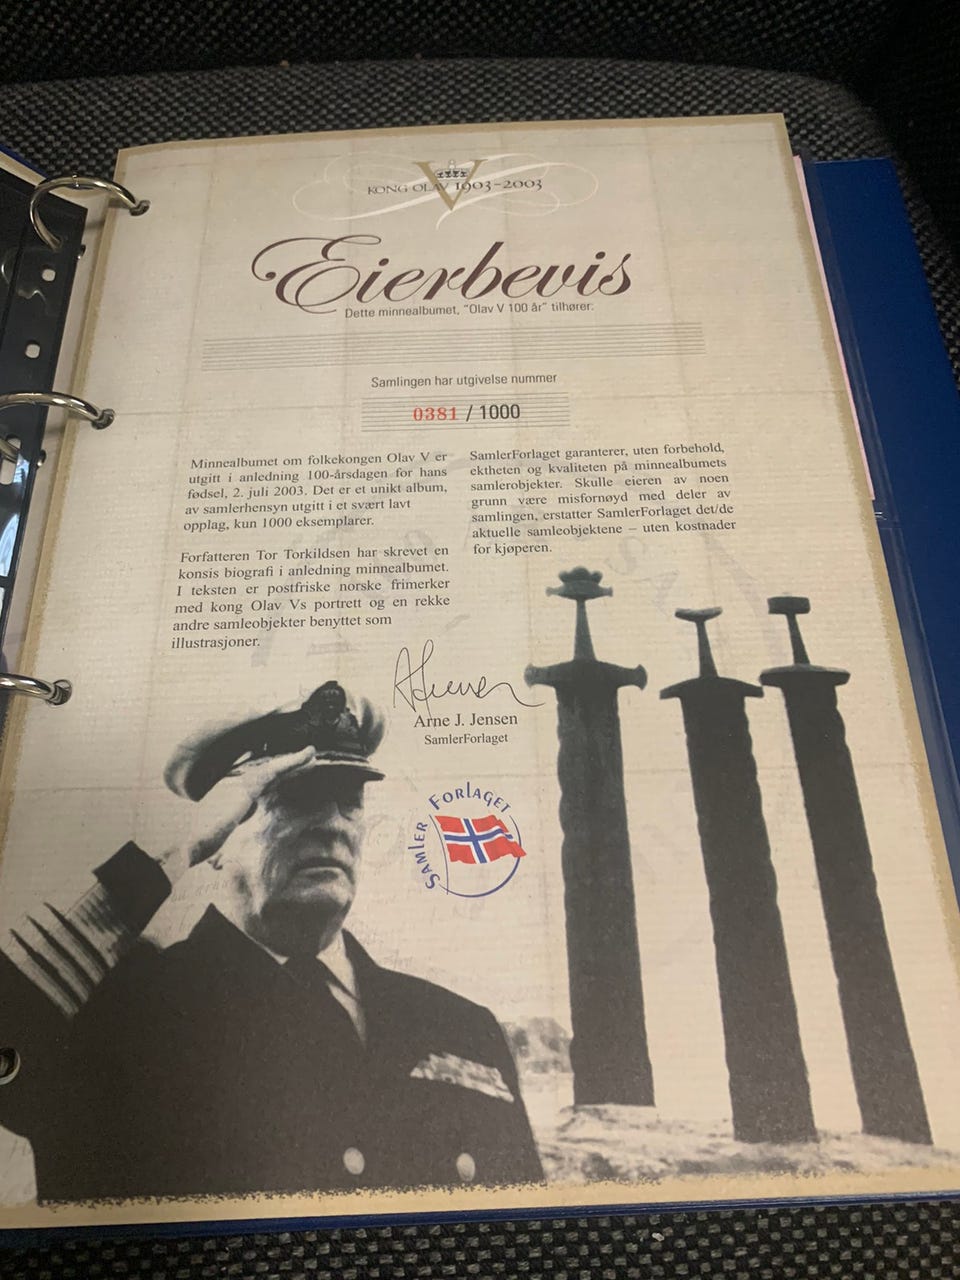 KONG OLAV 1903-2003
V
Eierbevis
Dette minnealbumet, "Olav V 100 år" tilhører:
Samlingen har utgivelse nummer
0381 / 1000
Minnealbumet om folkekongen Olav V er
utgitt i anledning 100-årsdagen for hans
fødsel, 2. juli 2003. Det er et unikt album,
av samlerhensyn utgitt i et svært lavt
opplag, kun 1000 eksemplarer.
Forfatteren Tor Torkildsen har skrevet en
konsis biografi i anledning minnealbumet.
I teksten er postfriske norske frimerker
med kong Olav Vs portrett og en rekke
andre samleobjekter benyttet som
illustrasjoner.
SamlerForlaget garanterer, uten forbehold,
ektheten og kvaliteten på minnealbumets
samlerobjekter. Skulle eieren av noen
grunn være misfornøyd med deler av
samlingen, erstatter SamlerForlaget det/de
aktuelle samleobjektene – uten kostnader
for kjøperen.
AJensen
Arne J. Jensen
SamlerForlaget
SAMLER FORLAGET